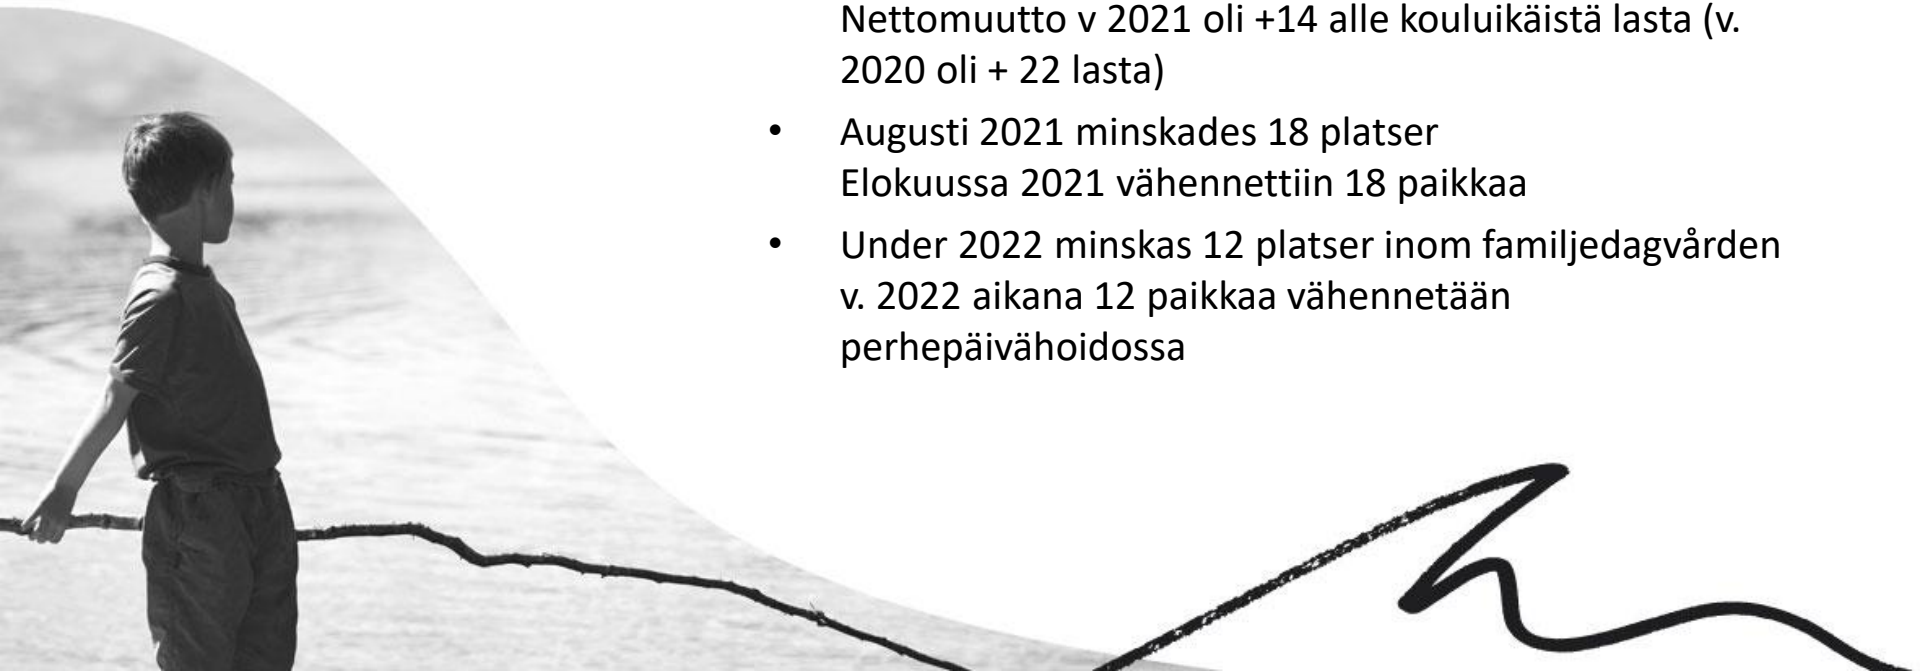 Nettomuutto v 2021 oli +14 alle kouluikäistä lasta (v.
2020 oli + 22 lasta)
• Augusti 2021 minskades 18 platser
Elokuussa 2021 vähennettiin 18 paikkaa
• Under 2022 minskas 12 platser inom familjedagvården
v. 2022 aikana 12 paikkaa vähennetään
perhepäivähoidossa